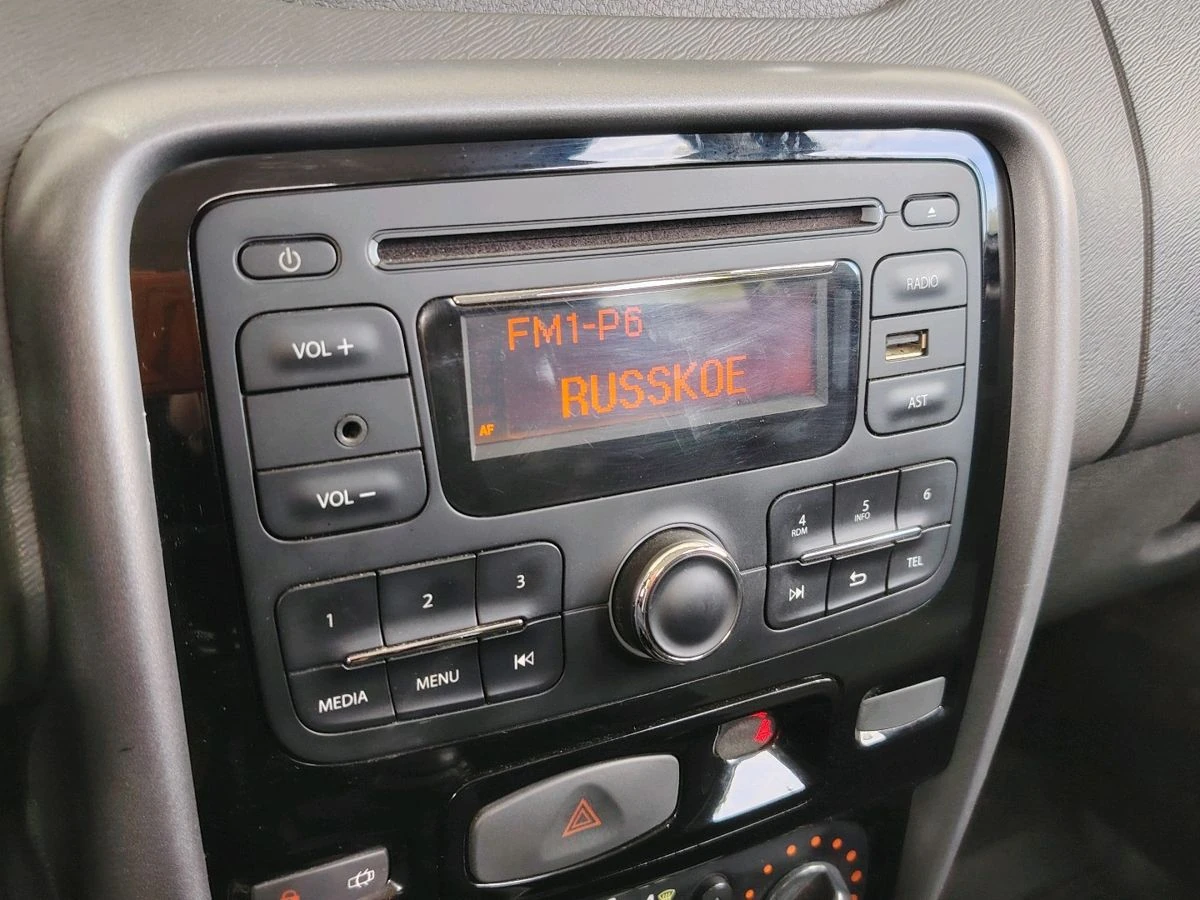 RADIO
VOL +
FM1-P6
RUSSKOE
AF
AST
VOL −
4
RDM
5
INFO
6
1
2
3
TEL
MEDIA
MENU